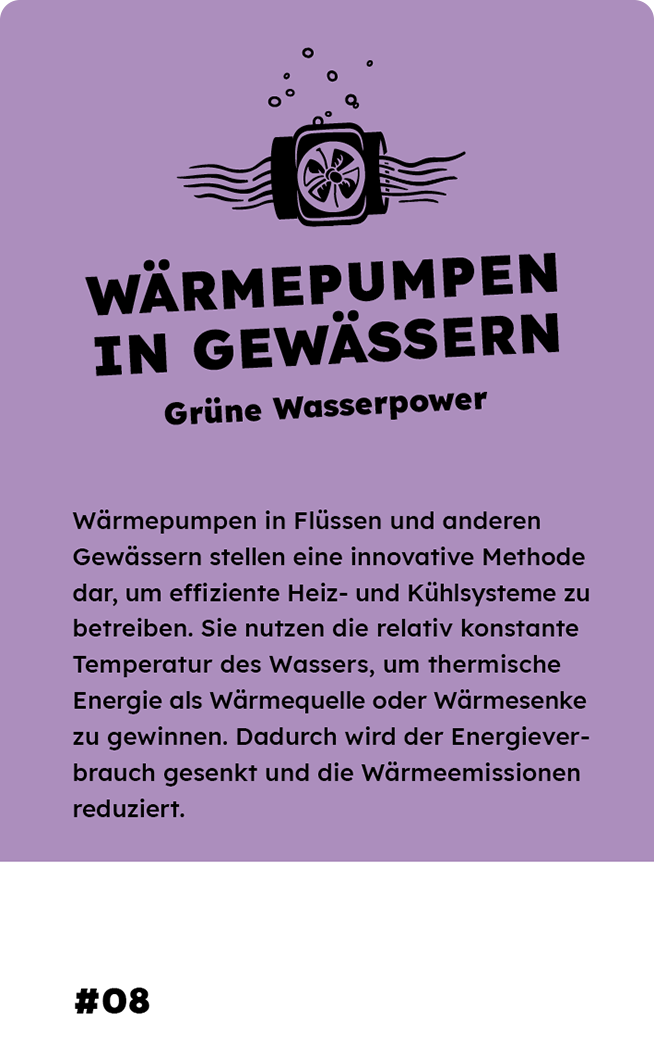 WÄRMEPUMPEN
IN GEWÄSSERN
Grüne Wasserpower
Wärmepumpen in Flüssen und anderen
Gewässern stellen eine innovative Methode
dar, um effiziente Heiz- und Kühlsysteme zu
betreiben. Sie nutzen die relativ konstante
Temperatur des Wassers, um thermische
Energie als Wärmequelle oder Wärmesenke
zu gewinnen. Dadurch wird der Energiever-
brauch gesenkt und die Wärmeemissionen
reduziert.
#08